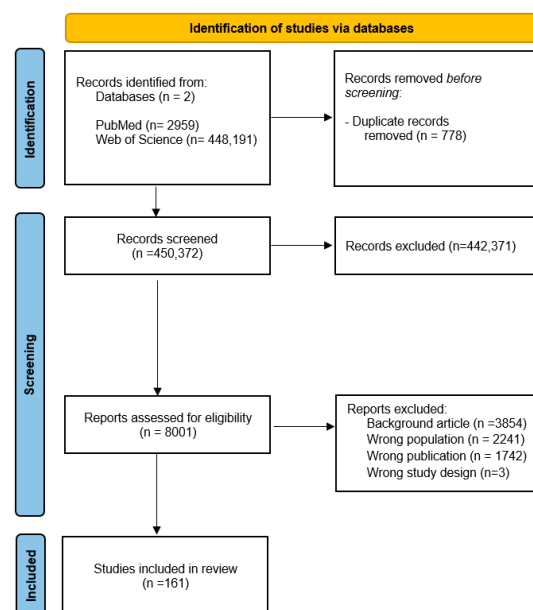 Identification of studies via databases
Identification
Records identified from:
Databases (n = 2)
PubMed (n= 2959)
Web of Science (n= 448,191)
Records removed before
screening:
- Duplicate records
removed (n = 778)
Screening
Records screened
(n =450,372)
Records excluded (n=442,371)
Reports assessed for eligibility
(n = 8001)
Reports excluded:
Background article (n =3854)
Wrong population (n = 2241)
Wrong publication (n = 1742)
Wrong study design (n=3)
Included
Studies included in review
(n =161)